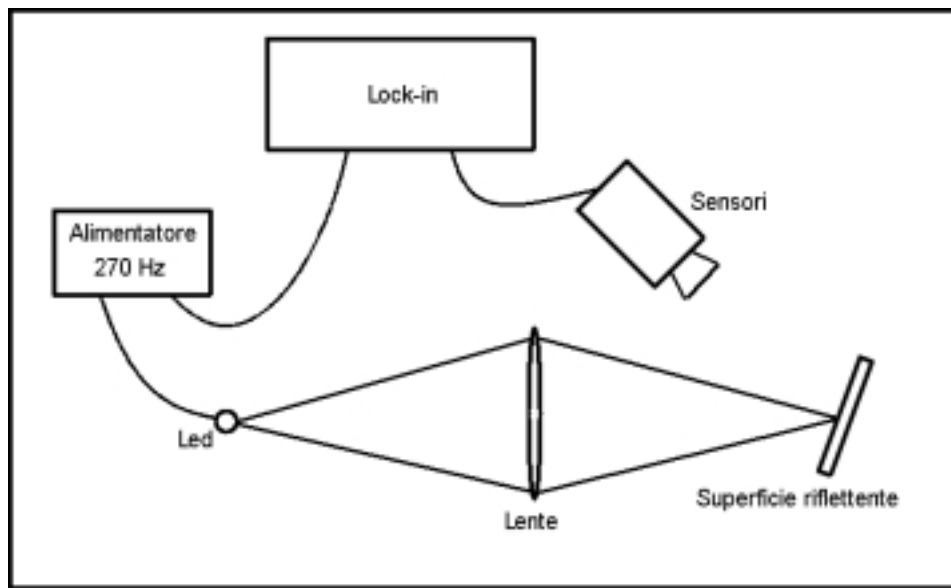 Lock-in
Sensori
Alimentatore
270 Hz
Led
Lente
Superficie riflettente